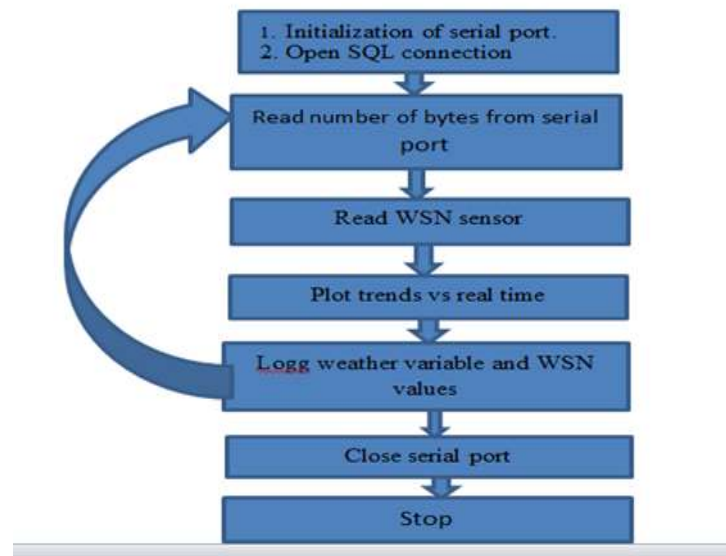 1. Initialization of serial port.
2. Open SQL connection
Read number of bytes from serial
port
Read WSN sensor
Plot trends vs real time
Logg weather variable and WSN
values
Close serial port
Stop